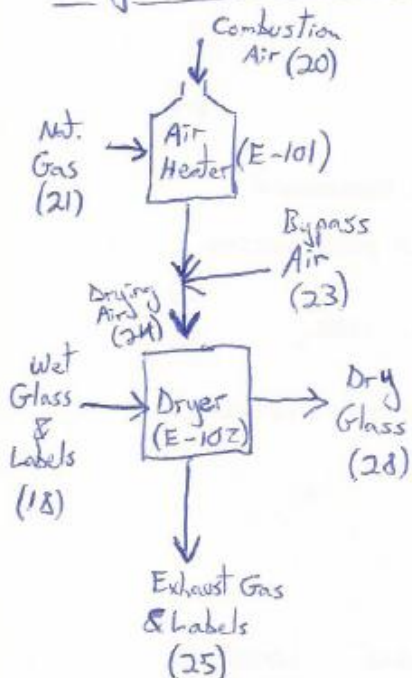 Combustion
Air (20)
Nat.
Gas
(21)
Air
Heater
(E-101)
Bypass
Air
(23)
Drying
Air
(24)
Wet
Glass
&
Labels
(18)
Dryer
(E-102)
Dry
Glass
(28)
Exhaust Gas
& Labels
(25)